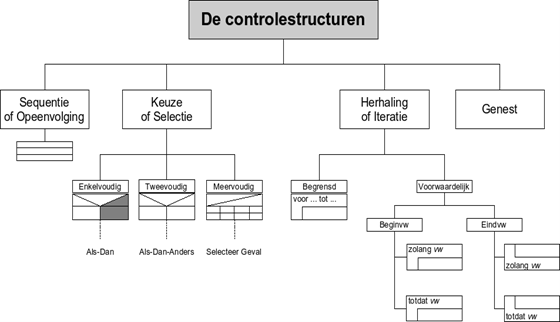 De controlestructuren
Sequentie
of Opeenvolging
Keuze
of Selectie
Herhaling
of Iteratie
Genest
Enkelvoudig
Tweevoudig
Meervoudig
Begrensd
voor ... tot ...
Voorwaardelijk
Beginvw
Eindvw
Als-Dan
Als-Dan-Anders
Selecteer Geval
zolang vw
zolang vw
totdat vw
totdat vw